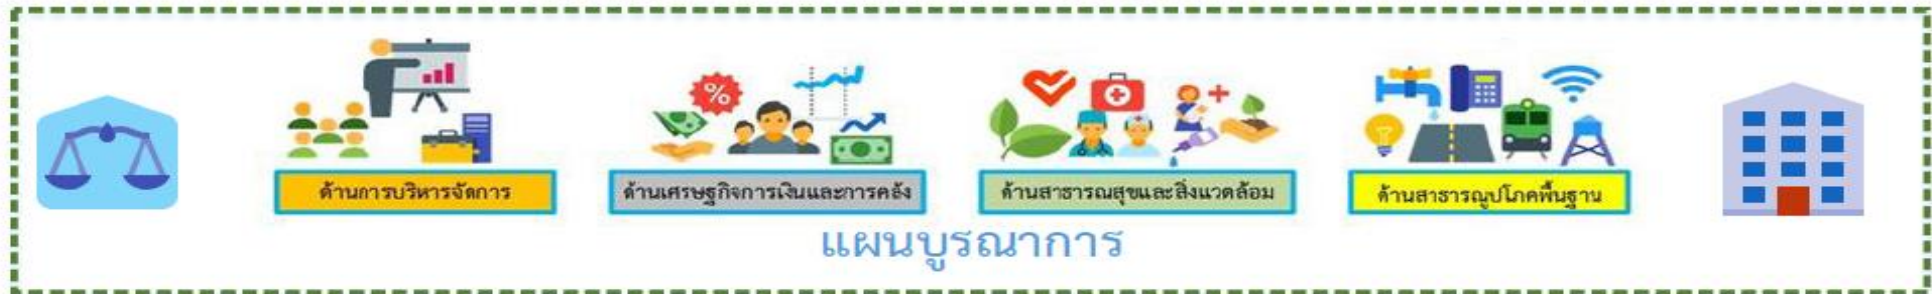 ด้านการบริหารจัดการ
ด้านเศรษฐกิจการเงินและการคลัง
ด้านสาธารณสุขและสิ่งแวดล้อม
ด้านสาธารณูปโภคพื้นฐาน
แผนบูรณาการ